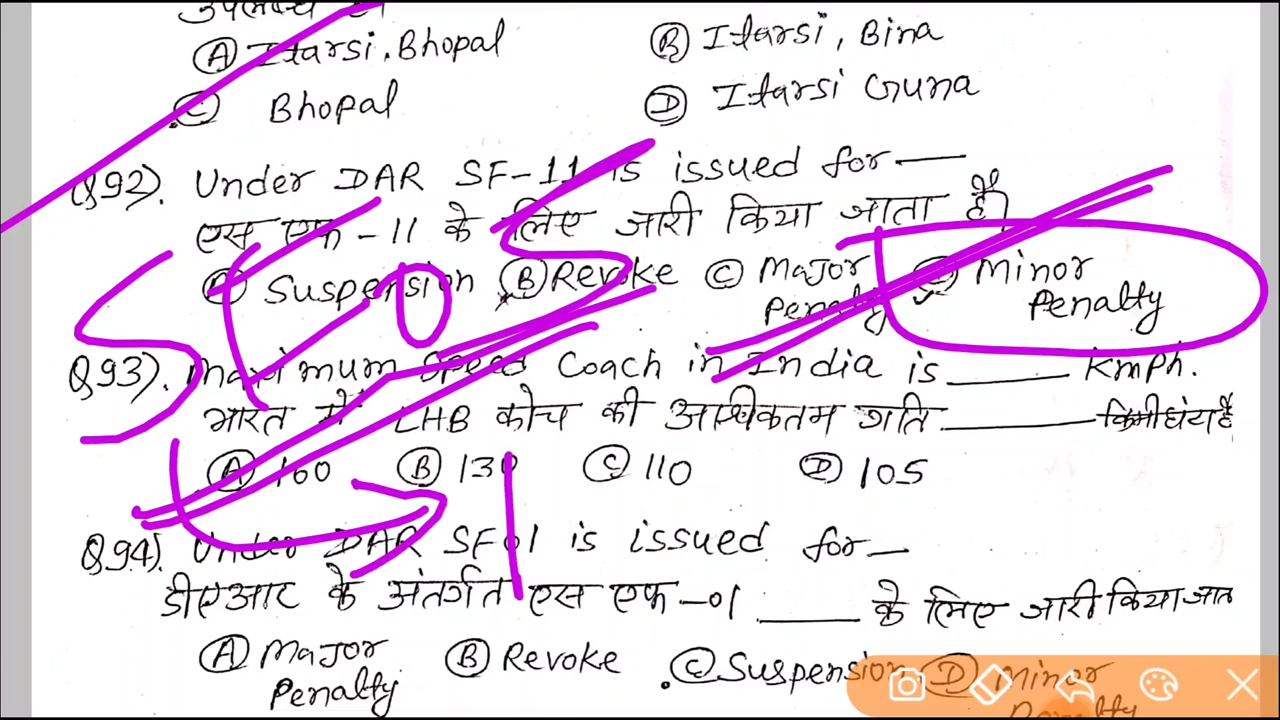 उपलब्ध है
Ⓐ Itarsi, Bhopal Ⓑ Itarsi, Bina
Ⓒ Bhopal Ⓓ Itarsi Guna
Q92). Under DAR SF-11 is issued for —
एस एफ-11 के लिए जारी किया जाता है।
Ⓐ Suspension Ⓑ Revoke Ⓒ Major Penalty Ⓓ Minor Penalty
Q93). Maximum Speed Coach in India is ____ Kmph.
भारत में LHB कोच की अधिकतम गति ____ किमी/घंटा है
Ⓐ 160 Ⓑ 130 Ⓒ 110 Ⓓ 105
Q94). Under DAR SF01 is issued for —
डीएआर के अंतर्गत एस एफ-01 ____ के लिए जारी किया जात
Ⓐ Major Penalty Ⓑ Revoke Ⓒ Suspension Ⓓ Minor Penalty